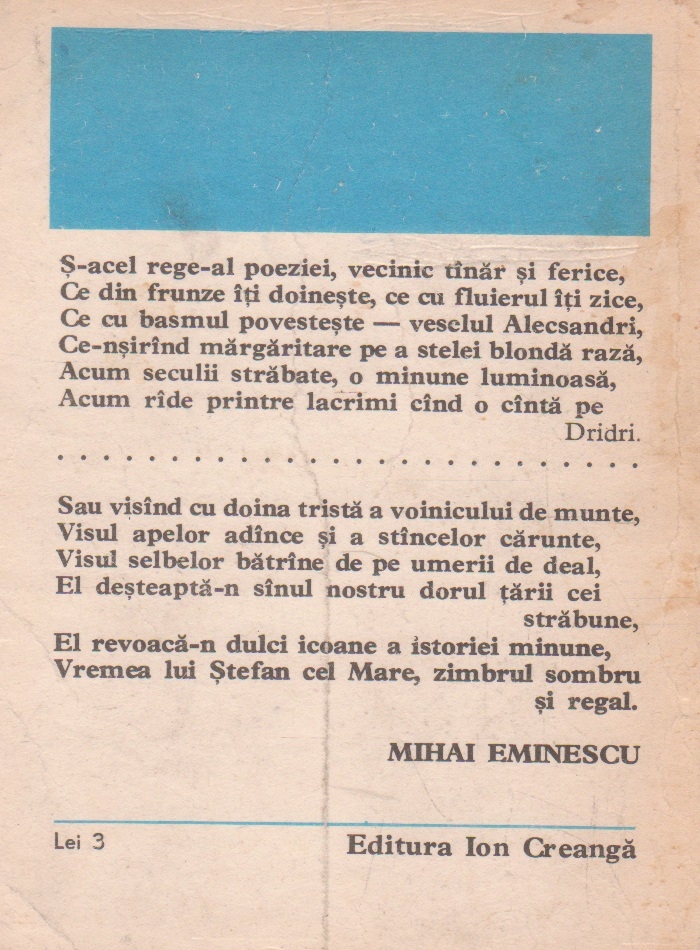 Ș-acel rege-al poeziei, vecinic tînăr și ferice,
Ce din frunze îți doinește, ce cu fluierul îți zice,
Ce cu basmul povestește — veselul Alecsandri,
Ce-nșirînd mărgăritare pe a stelei blondă rază,
Acum seculii străbate, o minune luminoasă,
Acum rîde printre lacrimi cînd o cîntă pe
Dridri.
. . . . . . . . . . . . . . . . . . . . . . . . . .
Sau visînd cu doina tristă a voinicului de munte,
Visul apelor adînce și a stîncelor cărunte,
Visul selbelor bătrîne de pe umerii de deal,
El deșteaptă-n sînul nostru dorul țării cei
străbune,
El revoacă-n dulci icoane a istoriei minune,
Vremea lui Ștefan cel Mare, zimbrul sombru
și regal.
MIHAI EMINESCU
Lei 3 Editura Ion Creangă